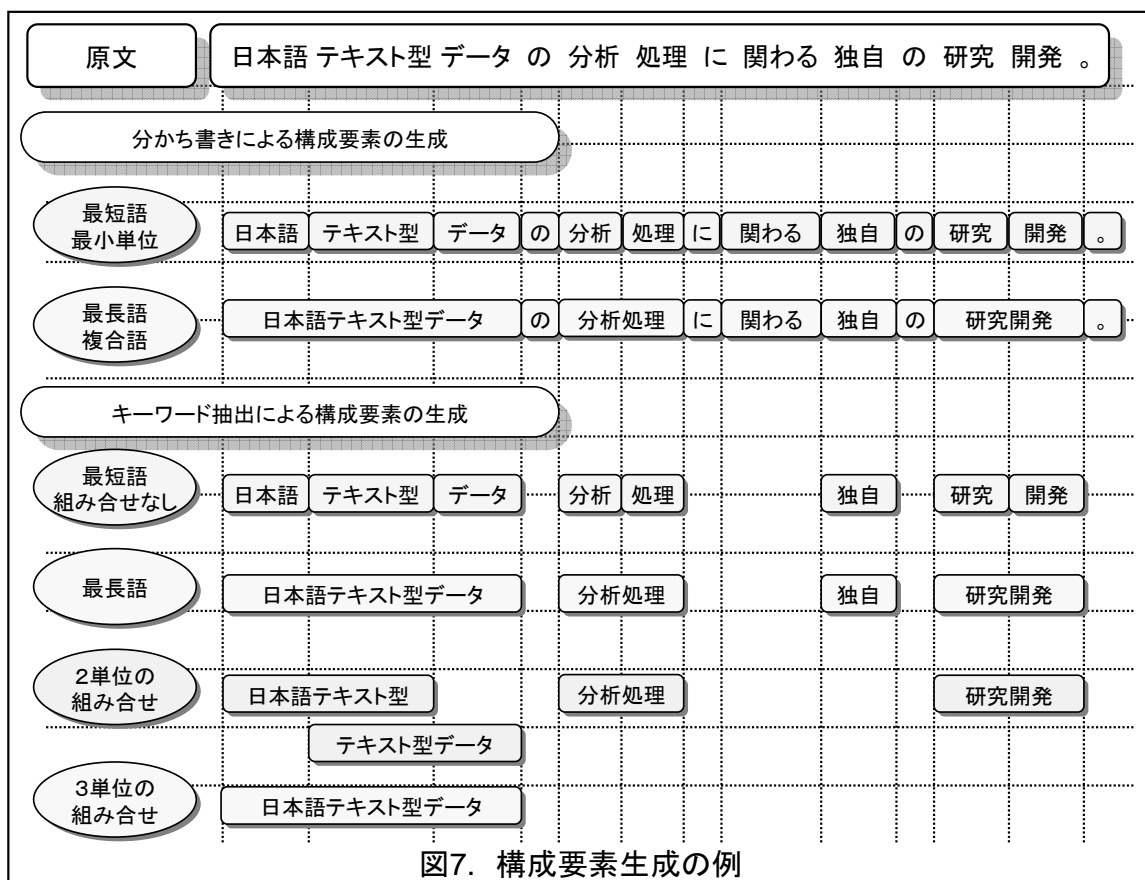 原文
日本語 テキスト型 データ の 分析 処理 に 関わる 独自 の 研究 開発 。
分かち書きによる構成要素の生成
最短語
最小単位
日本語 テキスト型 データ の 分析 処理 に 関わる 独自 の 研究 開発 。
最長語
複合語
日本語テキスト型データ の 分析処理 に 関わる 独自 の 研究開発 。
キーワード抽出による構成要素の生成
最短語
組み合せなし
日本語 テキスト型 データ 分析 処理 独自 研究 開発
最長語
日本語テキスト型データ 分析処理 独自 研究開発
2単位の
組み合せ
日本語テキスト型 分析処理 研究開発
テキスト型データ
3単位の
組み合せ
日本語テキスト型データ
図7. 構成要素生成の例